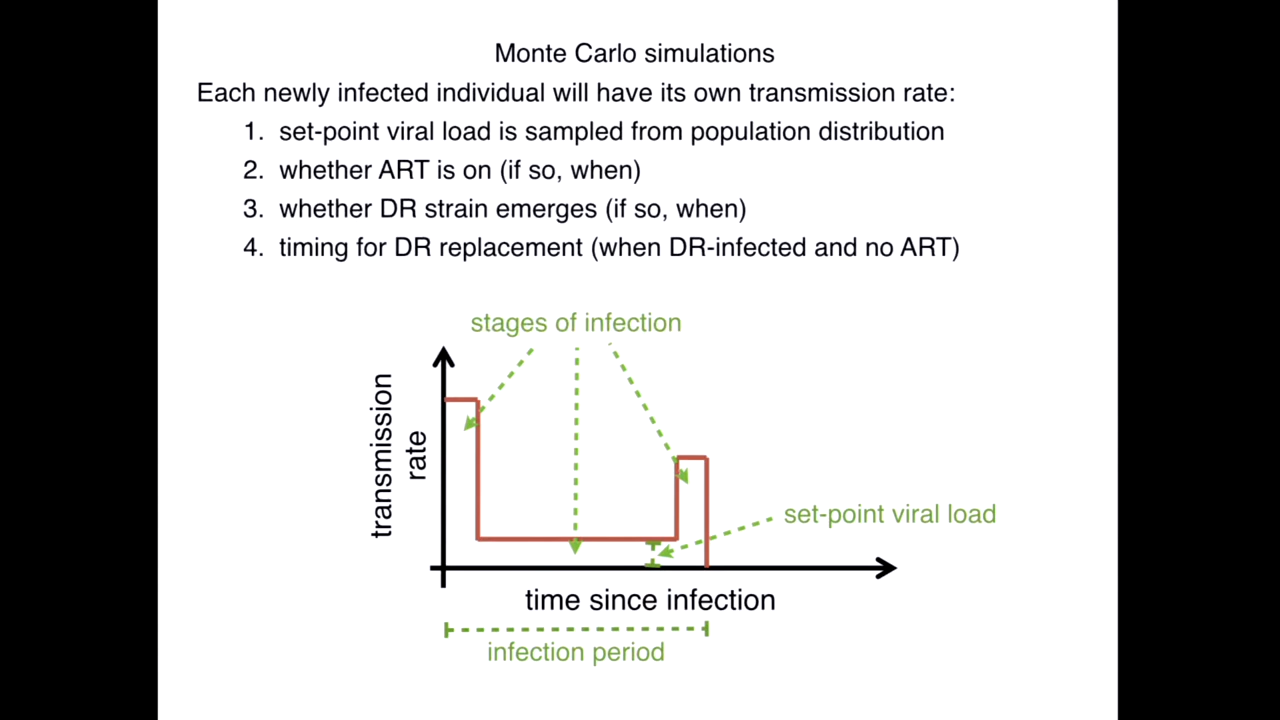 Monte Carlo simulations
Each newly infected individual will have its own transmission rate:
1. set-point viral load is sampled from population distribution
2. whether ART is on (if so, when)
3. whether DR strain emerges (if so, when)
4. timing for DR replacement (when DR-infected and no ART)
stages of infection
transmission
rate
set-point viral load
time since infection
infection period